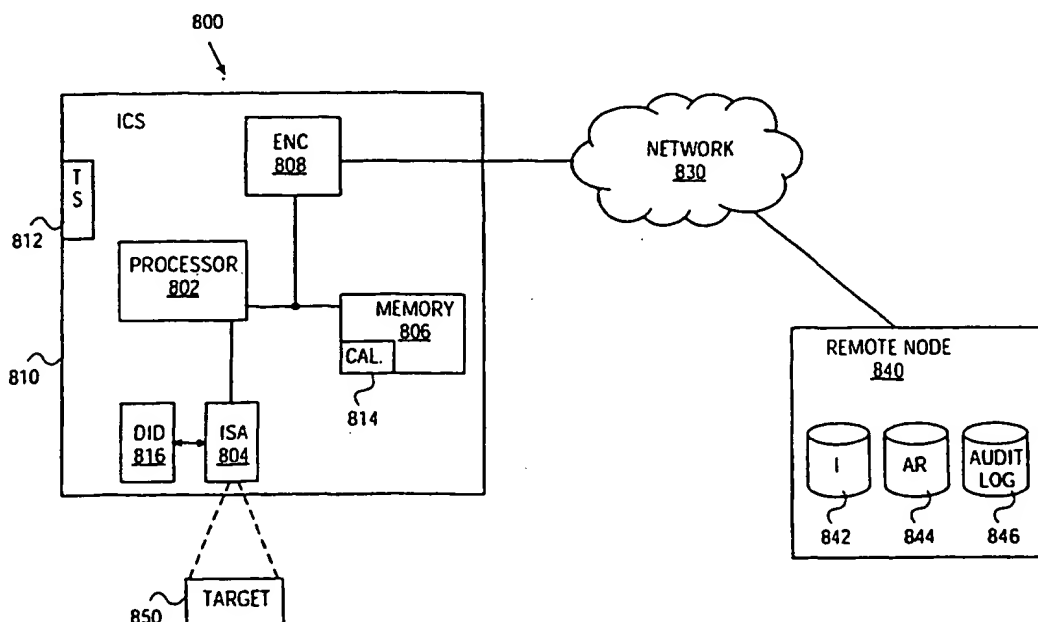 800
ICS
ENC
808
NETWORK
830
TS
812
PROCESSOR
802
MEMORY
806
CAL.
814
810
DID
816
ISA
804
REMOTE NODE
840
I
AR
AUDIT
LOG
842
844
846
850
TARGET